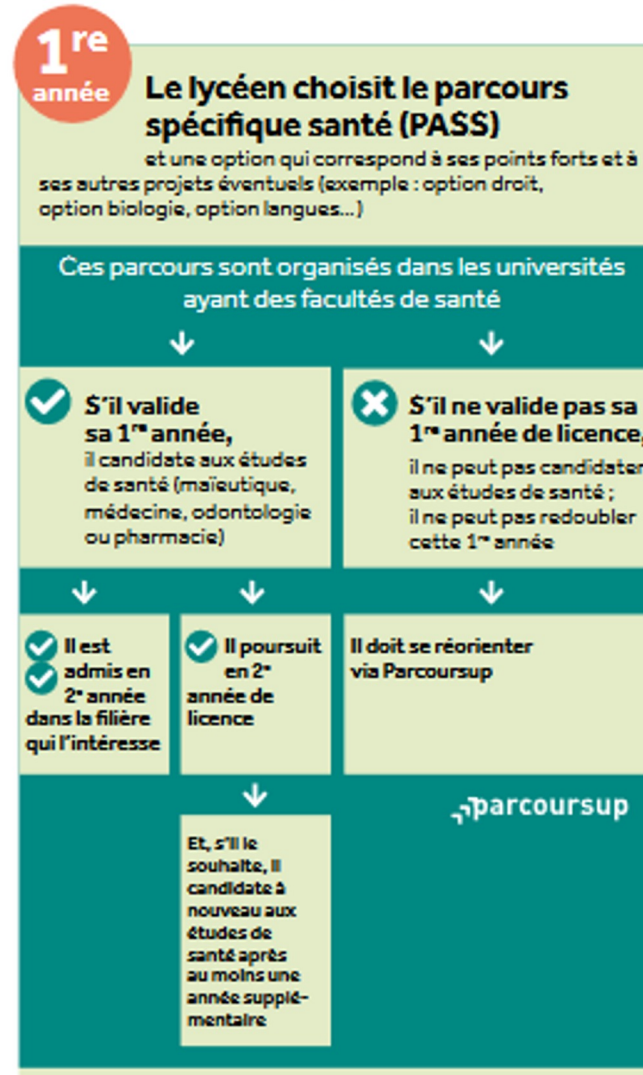 1re
année
Le lycéen choisit le parcours
spécifique santé (PASS)
et une option qui correspond à ses points forts et à
ses autres projets éventuels (exemple : option droit,
option biologie, option langues...)
Ces parcours sont organisés dans les universités
ayant des facultés de santé
S'il valide
sa 1re année,
il candidate aux études
de santé (maïeutique,
médecine, odontologie
ou pharmacie)
S'il ne valide pas sa
1re année de licence,
il ne peut pas candidater
aux études de santé ;
il ne peut pas redoubler
cette 1re année
Il est
admis en
2e année
dans la filière
qui l'intéresse
Il poursuit
en 2e
année de
licence
Il doit se réorienter
via Parcoursup
parcoursup
Et, s'il le
souhaite, il
candidate à
nouveau aux
études de
santé après
au moins une
année supplé-
mentaire